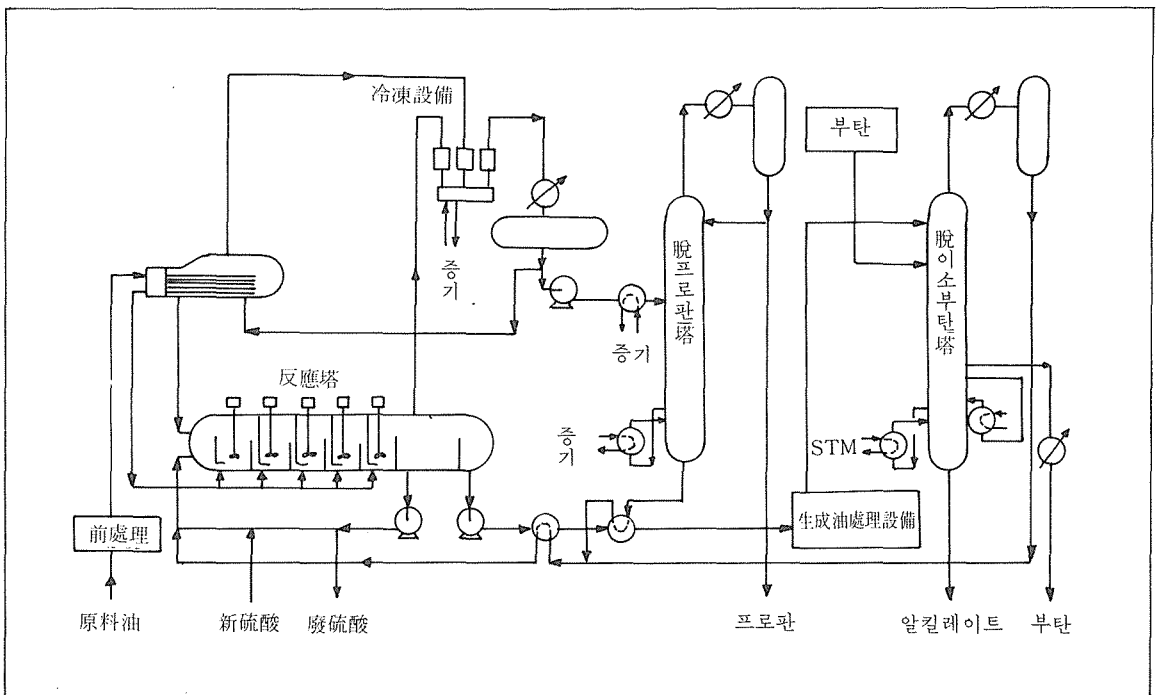 冷凍設備
부탄
증기
脫프로판塔
脫이소부탄塔
증기
反應塔
증기
STM
前處理
生成油處理設備
原料油
新硫酸
廢硫酸
프로판
알킬레이트
부탄